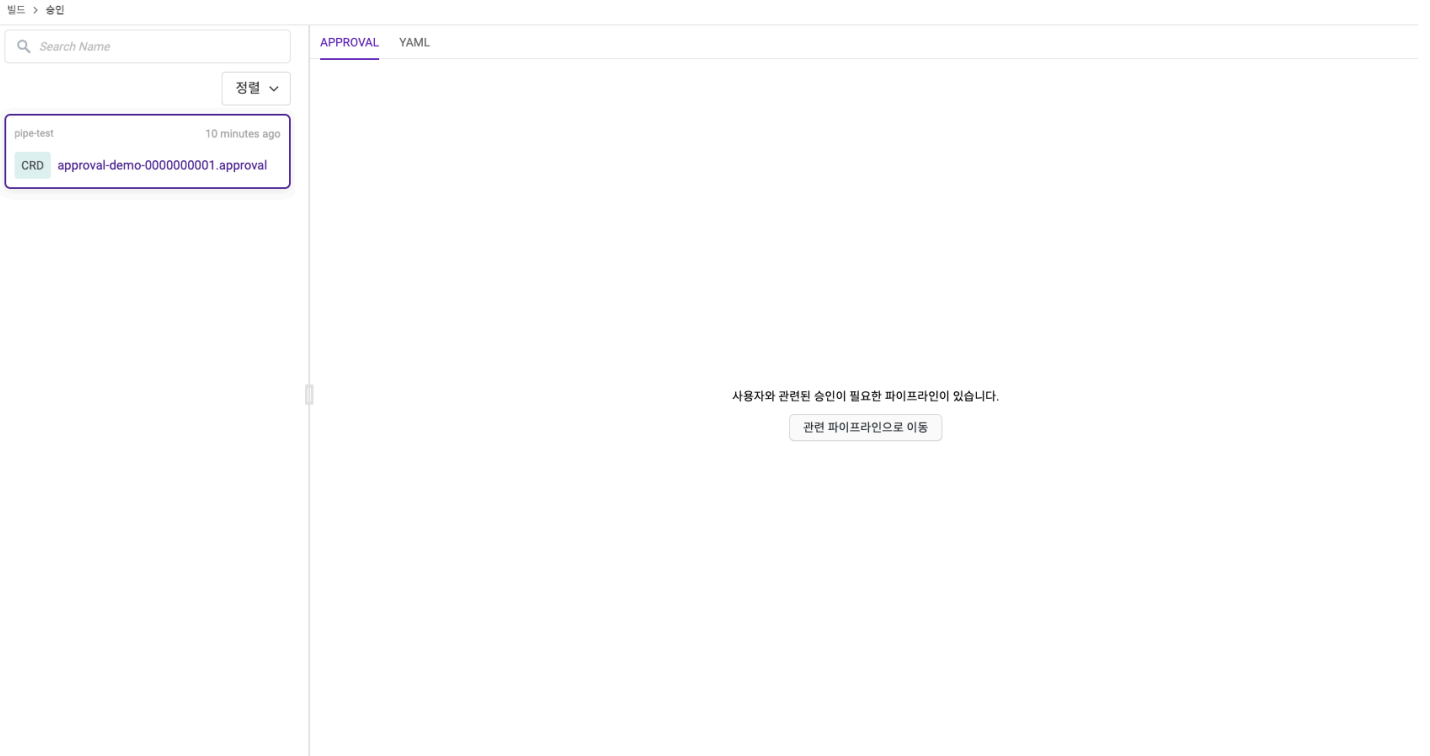 빌드 > 승인
Search Name
정렬
pipe-test 10 minutes ago
CRD approval-demo-0000000001.approval
APPROVAL YAML
사용자와 관련된 승인이 필요한 파이프라인이 있습니다.
관련 파이프라인으로 이동